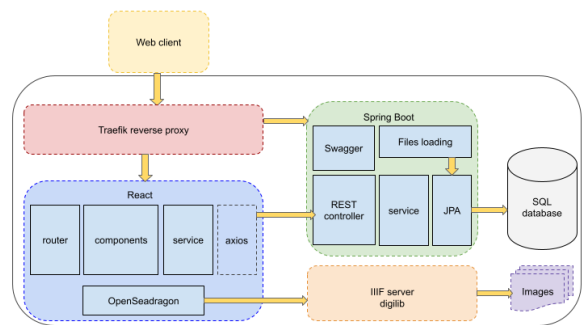 Web client
Traefik reverse proxy
Spring Boot
Swagger
Files loading
React
router
components
service
axios
REST
controller
service
JPA
SQL
database
OpenSeadragon
IIIF server
digilib
Images